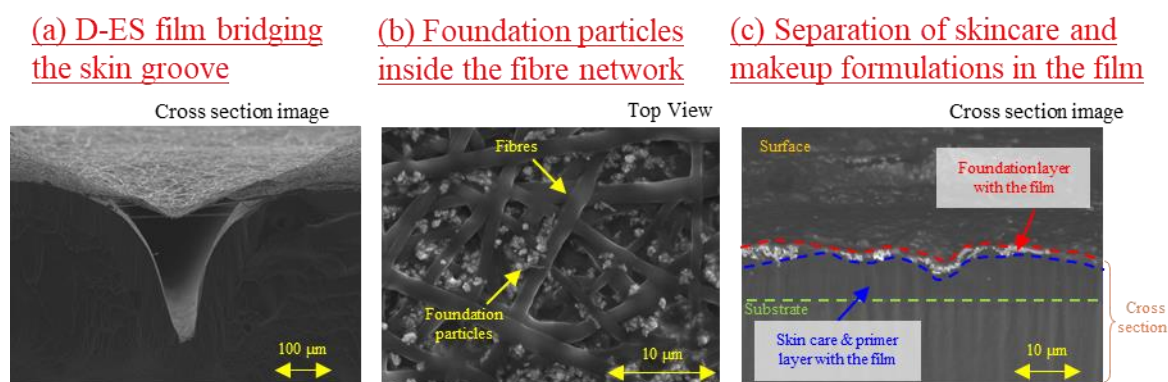 (a) D-ES film bridging
the skin groove
Cross section image
100 μm
(b) Foundation particles
inside the fibre network
Top View
Fibres
Foundation
particles
10 μm
(c) Separation of skincare and
makeup formulations in the film
Cross section image
Surface
Foundation layer
with the film
Substrate
Skin care & primer
layer with the film
Cross
section
10 μm